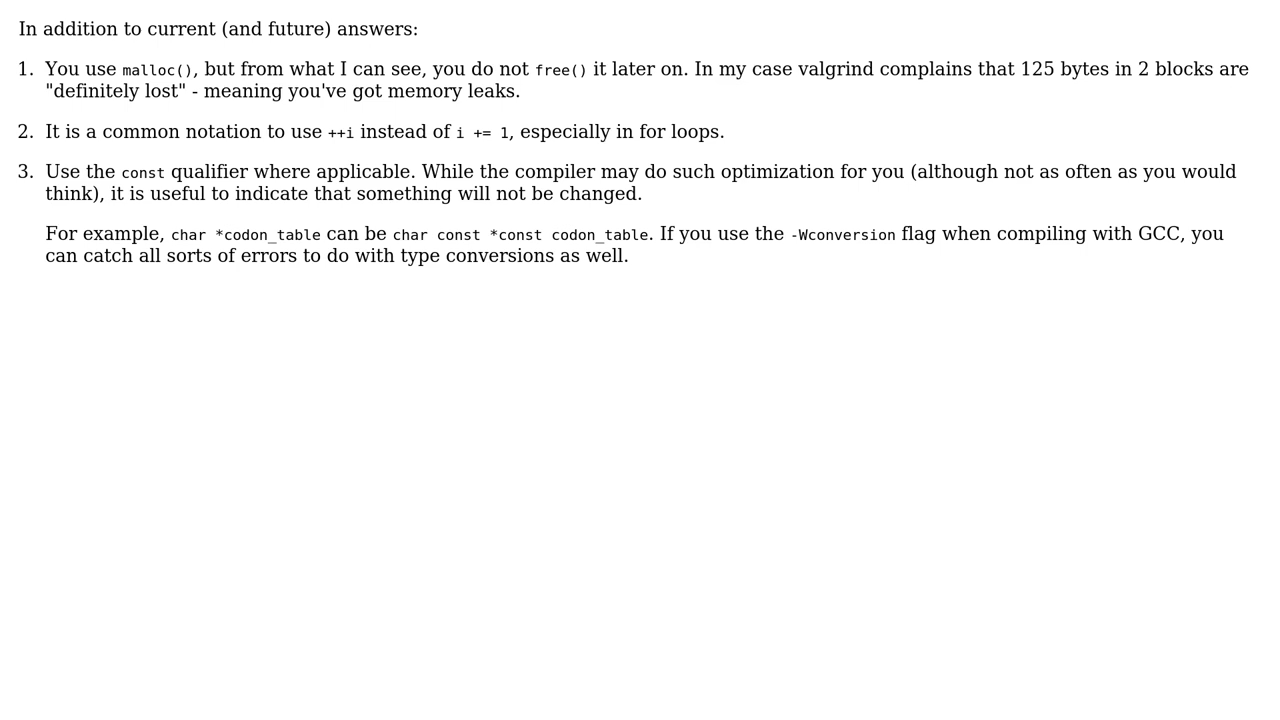 In addition to current (and future) answers:
1. You use malloc(), but from what I can see, you do not free() it later on. In my case valgrind complains that 125 bytes in 2 blocks are
"definitely lost" - meaning you've got memory leaks.
2. It is a common notation to use ++i instead of i += 1, especially in for loops.
3. Use the const qualifier where applicable. While the compiler may do such optimization for you (although not as often as you would
think), it is useful to indicate that something will not be changed.
For example, char *codon_table can be char const *const codon_table. If you use the -Wconversion flag when compiling with GCC, you
can catch all sorts of errors to do with type conversions as well.